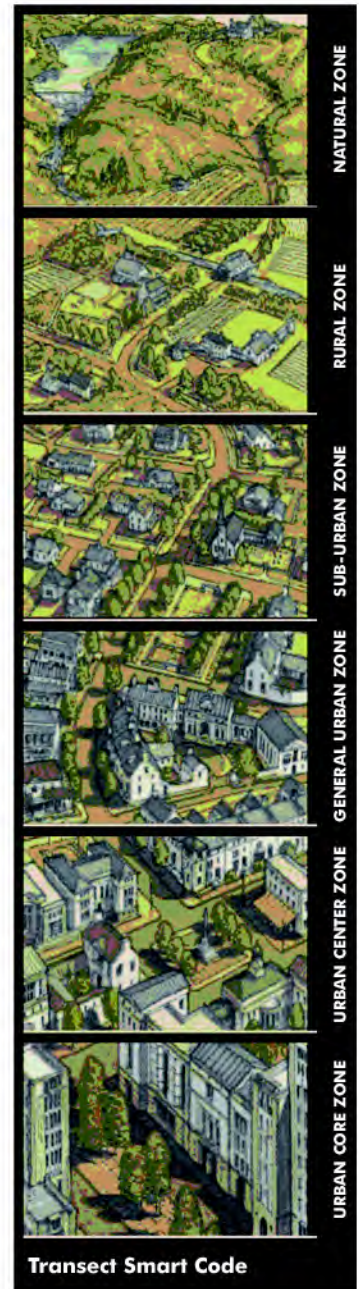 NATURAL ZONE
RURAL ZONE
SUB-URBAN ZONE
GENERAL URBAN ZONE
URBAN CENTER ZONE
URBAN CORE ZONE
Transect Smart Code